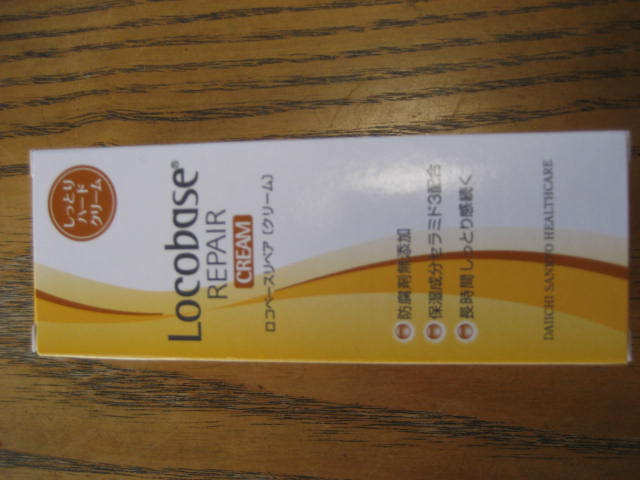 しっとり
ハード
クリーム
Locobase®
REPAIR
CREAM
ロコベースリペア〔クリーム〕
防腐剤無添加
保湿成分セラミド3配合
長時間しっとり感続く
DAIICHI SANKYO HEALTHCARE